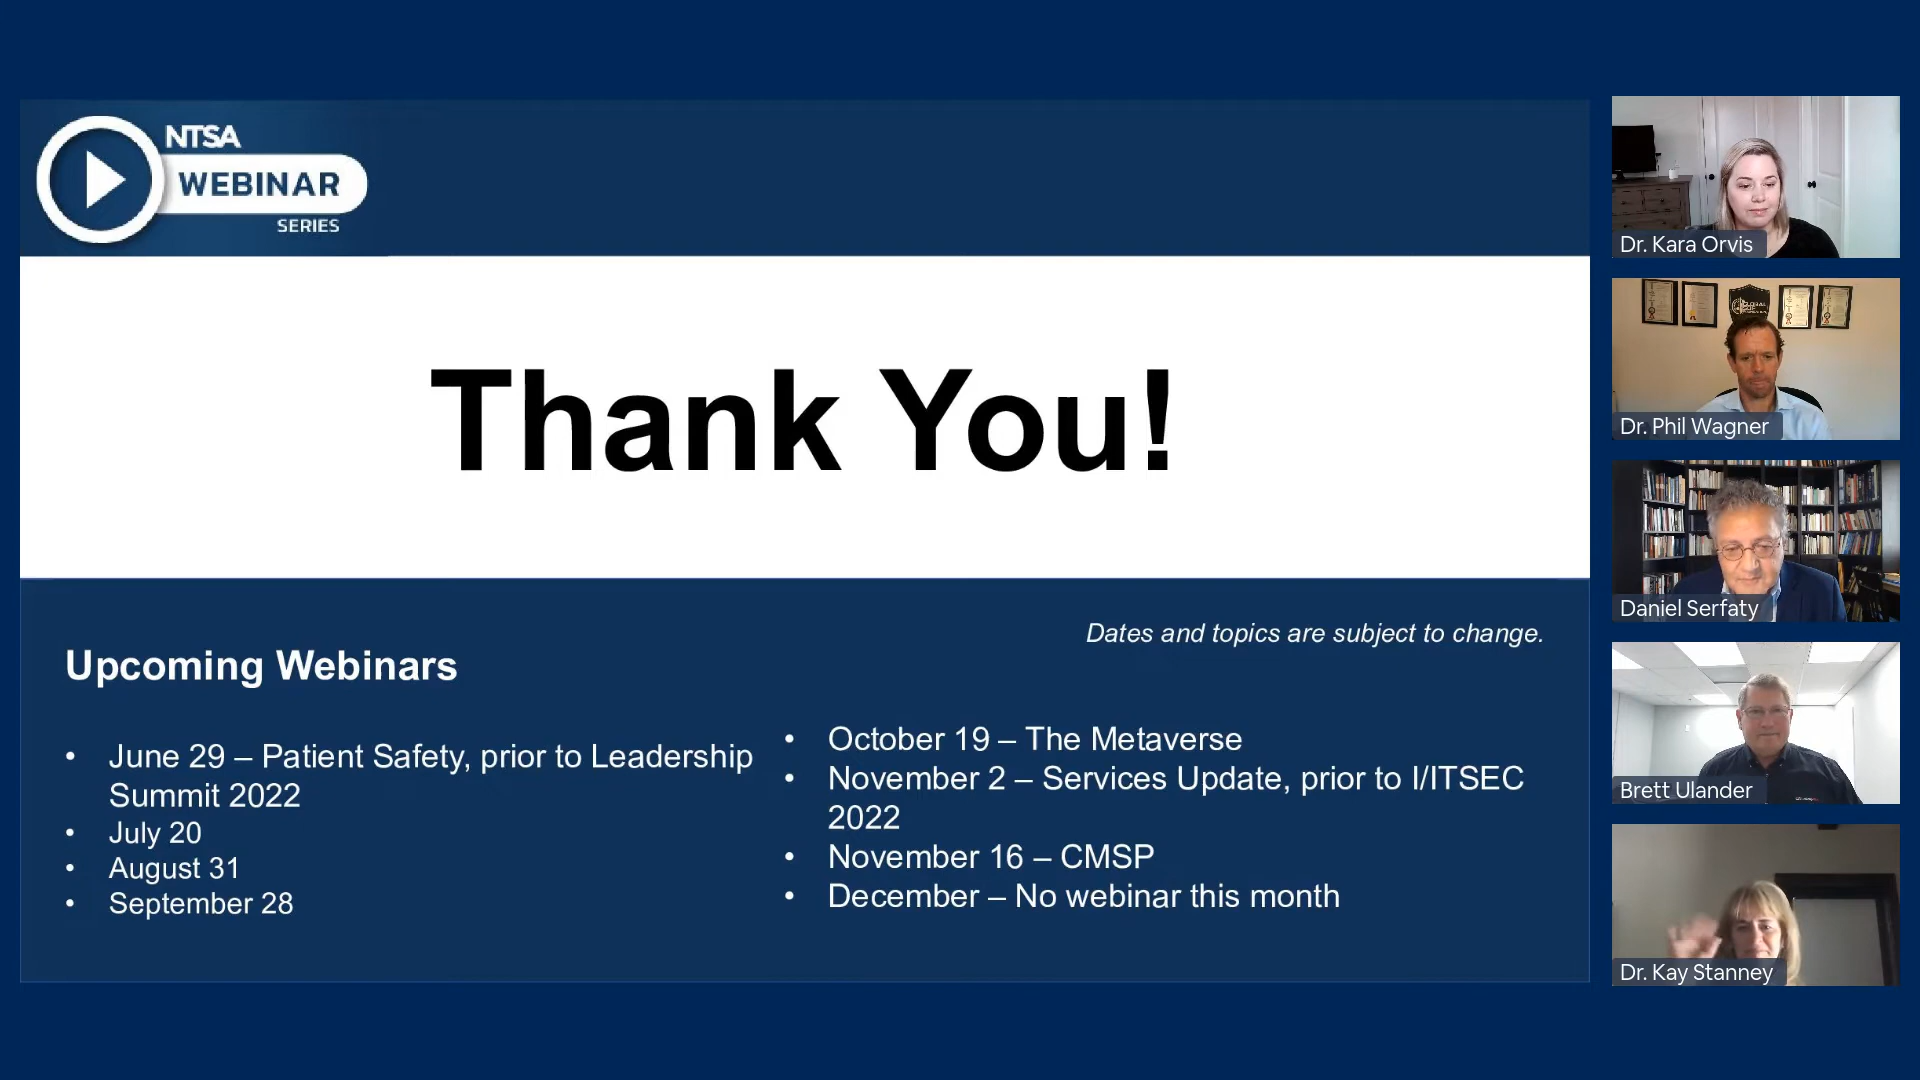 NTSA
WEBINAR
SERIES
Thank You!
Dates and topics are subject to change.
Upcoming Webinars
• June 29 – Patient Safety, prior to Leadership
Summit 2022
• July 20
• August 31
• September 28
• October 19 – The Metaverse
• November 2 – Services Update, prior to I/ITSEC
2022
• November 16 – CMSP
• December – No webinar this month
Dr. Kara Orvis
Dr. Phil Wagner
Daniel Serfaty
Brett Ulander
Dr. Kay Stanney